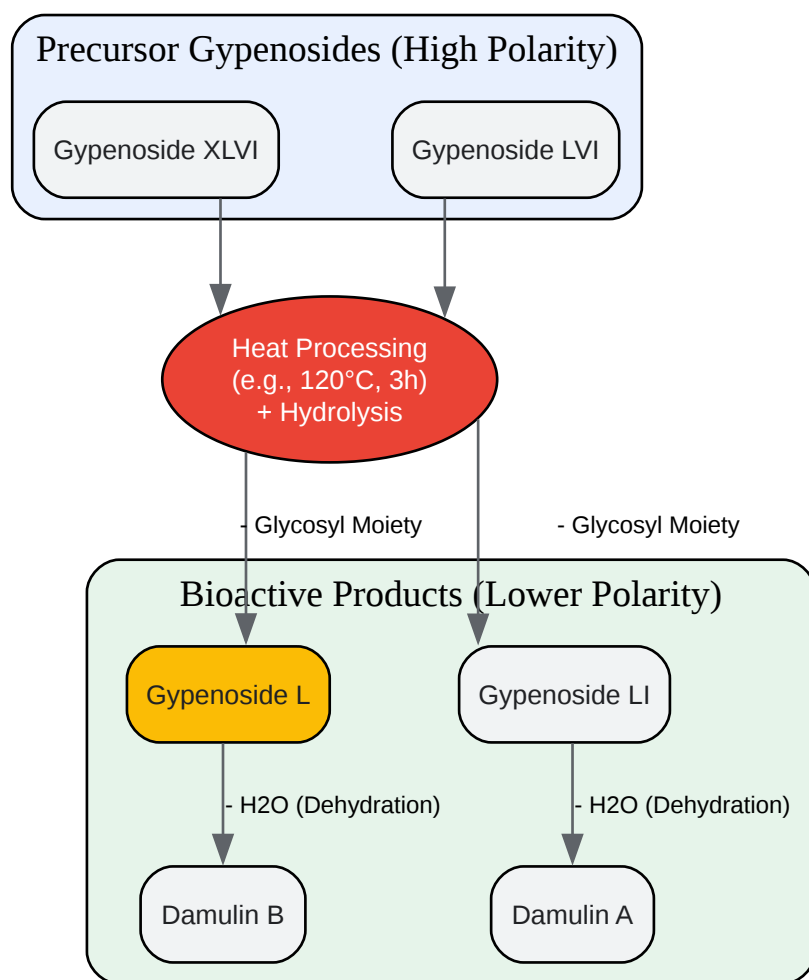 Precursor Gypenosides (High Polarity)
Gypenoside XLVI
Gypenoside LVI
Heat Processing
(e.g., 120°C, 3h)
+ Hydrolysis
- Glycosyl Moiety
- Glycosyl Moiety
Bioactive Products (Lower Polarity)
Gypenoside L
Gypenoside LI
- H2O (Dehydration)
- H2O (Dehydration)
Damulin B
Damulin A